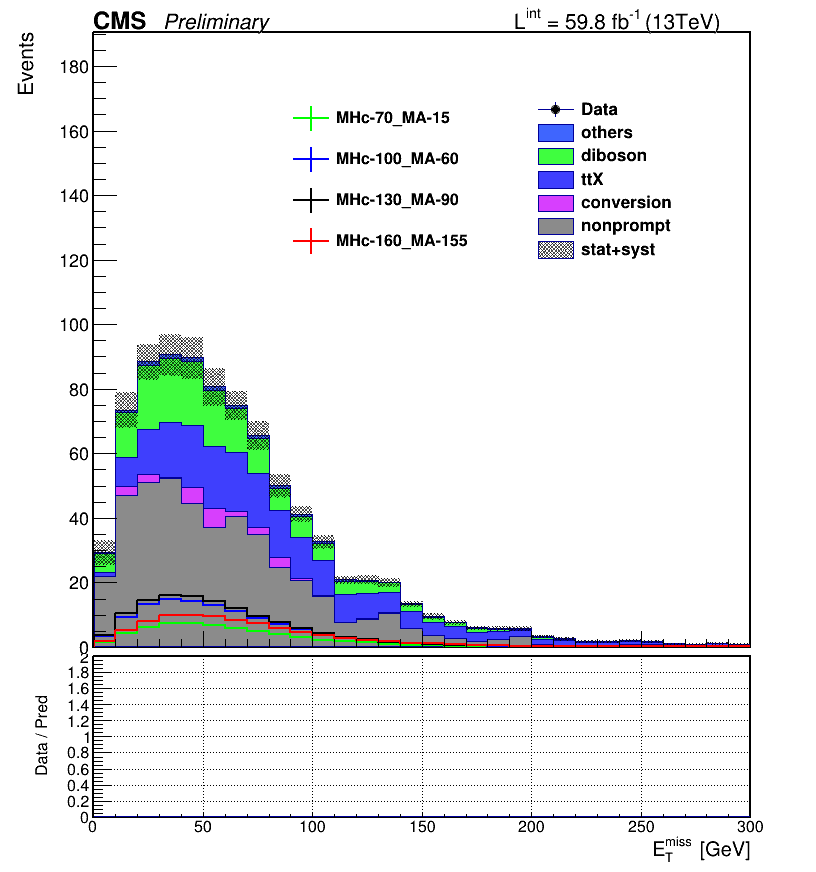 CMS Preliminary L^int = 59.8 fb^-1 (13TeV)
Events
180
160
140
120
100
80
60
40
20
0
MHc-70_MA-15
MHc-100_MA-60
MHc-130_MA-90
MHc-160_MA-155
Data
others
diboson
ttX
conversion
nonprompt
stat+syst
Data / Pred
2
1.8
1.6
1.4
1.2
1
0.8
0.6
0.4
0.2
0
0 50 100 150 200 250 300
E_T^miss [GeV]